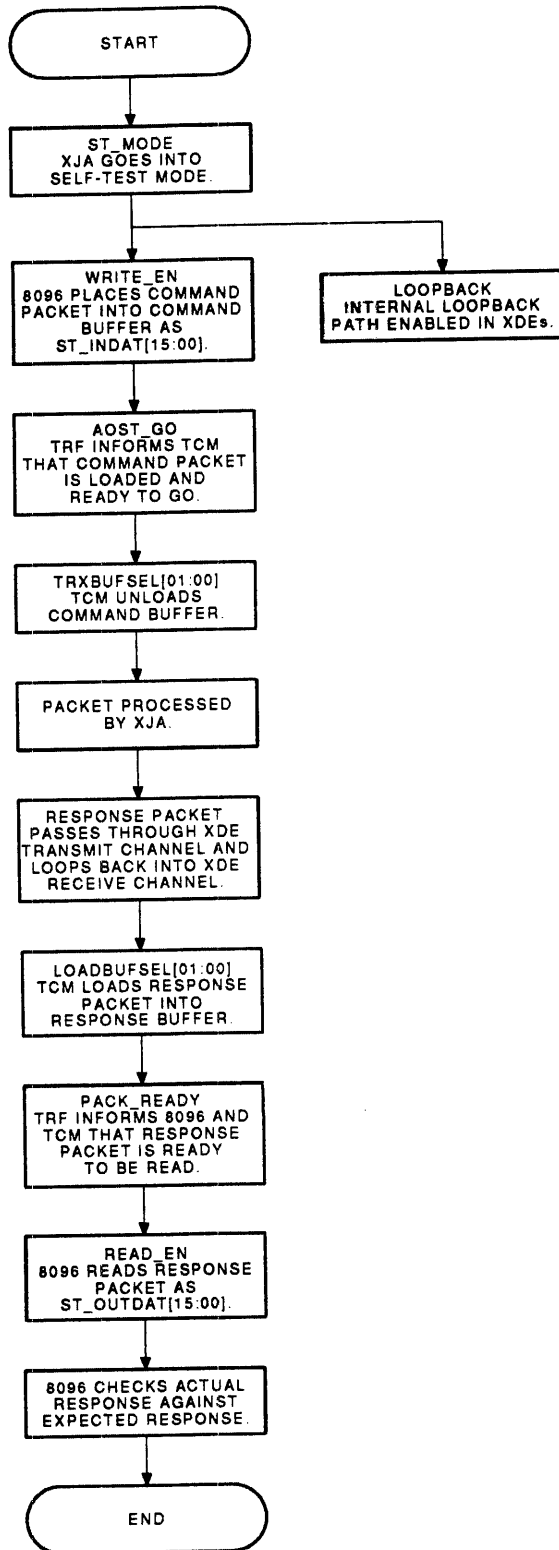 START
ST_MODE
XJA GOES INTO
SELF-TEST MODE.
WRITE_EN
8096 PLACES COMMAND
PACKET INTO COMMAND
BUFFER AS
ST_INDAT[15:00].
LOOPBACK
INTERNAL LOOPBACK
PATH ENABLED IN XDEs.
AOST_GO
TRF INFORMS TCM
THAT COMMAND PACKET
IS LOADED AND
READY TO GO.
TRXBUFSEL[01:00]
TCM UNLOADS
COMMAND BUFFER.
PACKET PROCESSED
BY XJA.
RESPONSE PACKET
PASSES THROUGH XDE
TRANSMIT CHANNEL AND
LOOPS BACK INTO XDE
RECEIVE CHANNEL.
LOADBUFSEL[01:00]
TCM LOADS RESPONSE
PACKET INTO
RESPONSE BUFFER.
PACK_READY
TRF INFORMS 8096 AND
TCM THAT RESPONSE
PACKET IS READY
TO BE READ.
READ_EN
8096 READS RESPONSE
PACKET AS
ST_OUTDAT[15:00].
8096 CHECKS ACTUAL
RESPONSE AGAINST
EXPECTED RESPONSE.
END